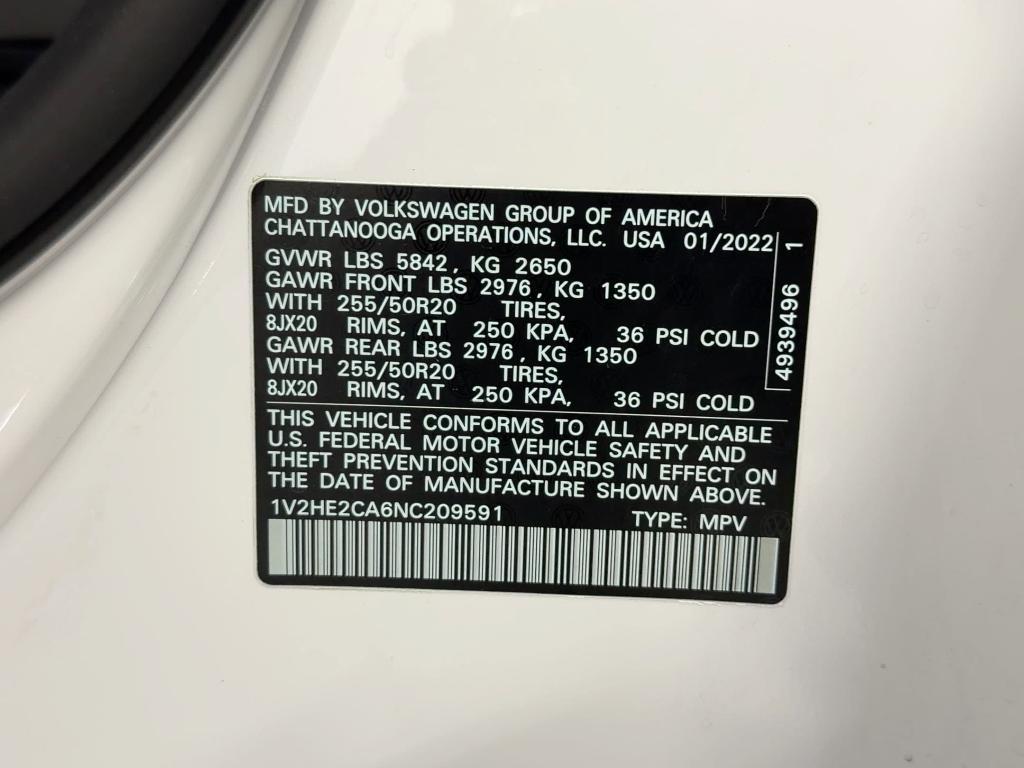 MFD BY VOLKSWAGEN GROUP OF AMERICA
CHATTANOOGA OPERATIONS, LLC. USA 01/2022
GVWR LBS 5842, KG 2650
GAWR FRONT LBS 2976, KG 1350
WITH 255/50R20 TIRES,
8JX20 RIMS, AT 250 KPA, 36 PSI COLD
GAWR REAR LBS 2976, KG 1350
WITH 255/50R20 TIRES,
8JX20 RIMS, AT 250 KPA, 36 PSI COLD
4939496 1
THIS VEHICLE CONFORMS TO ALL APPLICABLE
U.S. FEDERAL MOTOR VEHICLE SAFETY AND
THEFT PREVENTION STANDARDS IN EFFECT ON
THE DATE OF MANUFACTURE SHOWN ABOVE.
1V2HE2CA6NC209591 TYPE: MPV